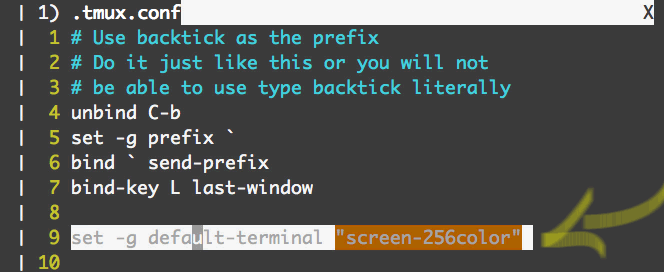 | 1) .tmux.conf X
| 1 # Use backtick as the prefix
| 2 # Do it just like this or you will not
| 3 # be able to use type backtick literally
| 4 unbind C-b
| 5 set -g prefix `
| 6 bind ` send-prefix
| 7 bind-key L last-window
| 8
| 9 set -g default-terminal "screen-256color"
| 10